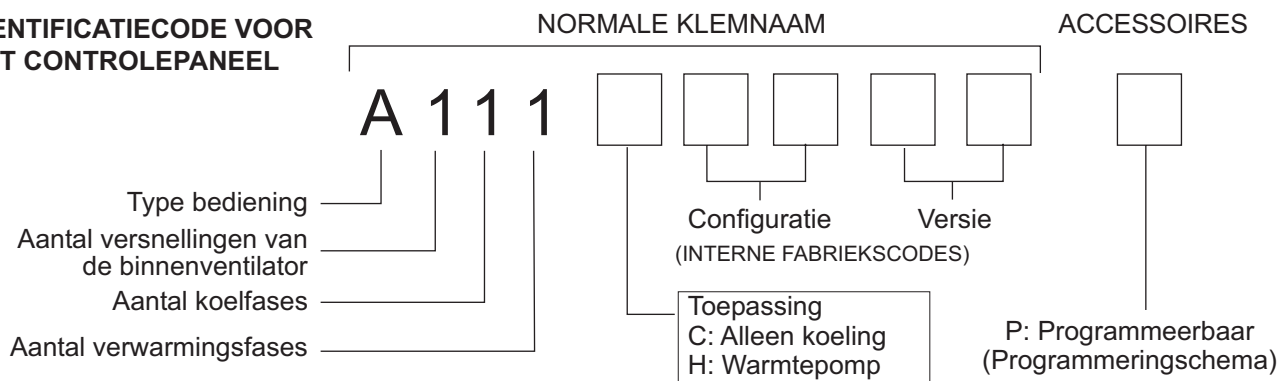 ENTIFICATIECODE VOOR
T CONTROLEPANEEL
NORMALE KLEMNAAM
ACCESSOIRES
A 1 1 1
Type bediening
Aantal versnellingen van
de binnenventilator
Aantal koelfases
Aantal verwarmingsfases
Configuratie
Versie
(INTERNE FABRIEKSCODES)
Toepassing
C: Alleen koeling
H: Warmtepomp
P: Programmeerbaar
(Programmeringschema)